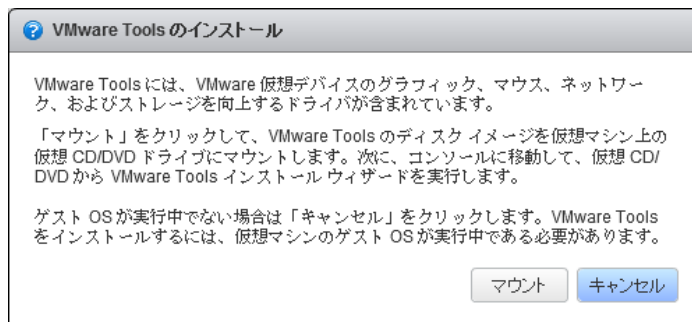 VMware Tools のインストール
VMware Tools には、VMware 仮想デバイスのグラフィック、マウス、ネットワー
ク、およびストレージを向上するドライバが含まれています。
「マウント」をクリックして、VMware Tools のディスク イメージを仮想マシン上の
仮想 CD/DVD ドライブにマウントします。次に、コンソールに移動して、仮想 CD/
DVD から VMware Tools インストール ウィザードを実行します。
ゲスト OS が実行中でない場合は「キャンセル」をクリックします。VMware Tools
をインストールするには、仮想マシンのゲスト OS が実行中である必要があります。
マウント
キャンセル